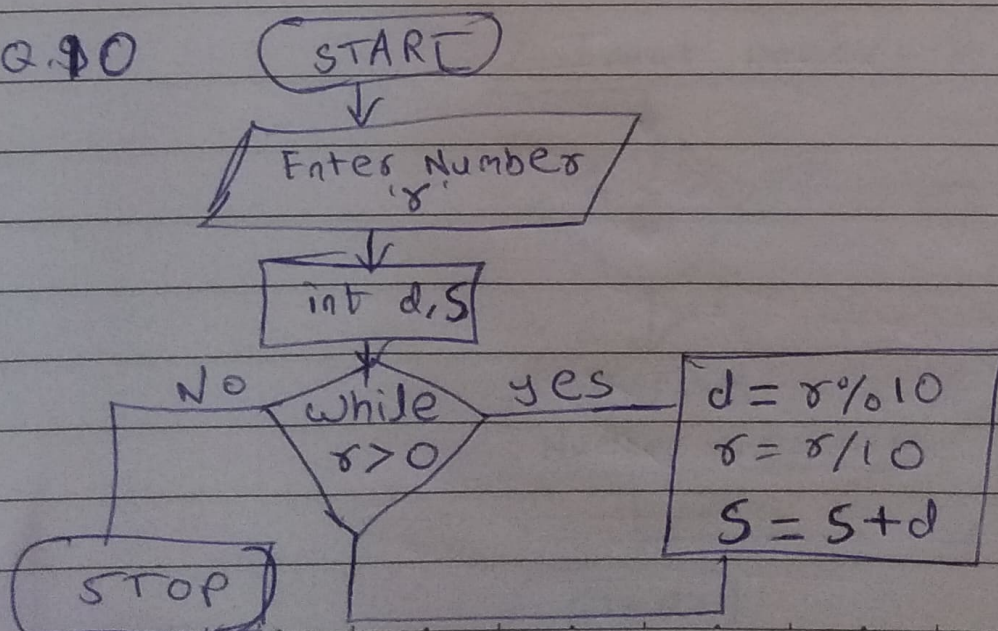 Q.10
START
Enter Number
'r'
int d, S
No
while
r>0
yes
d = r%10
r = r/10
S = S+d
STOP